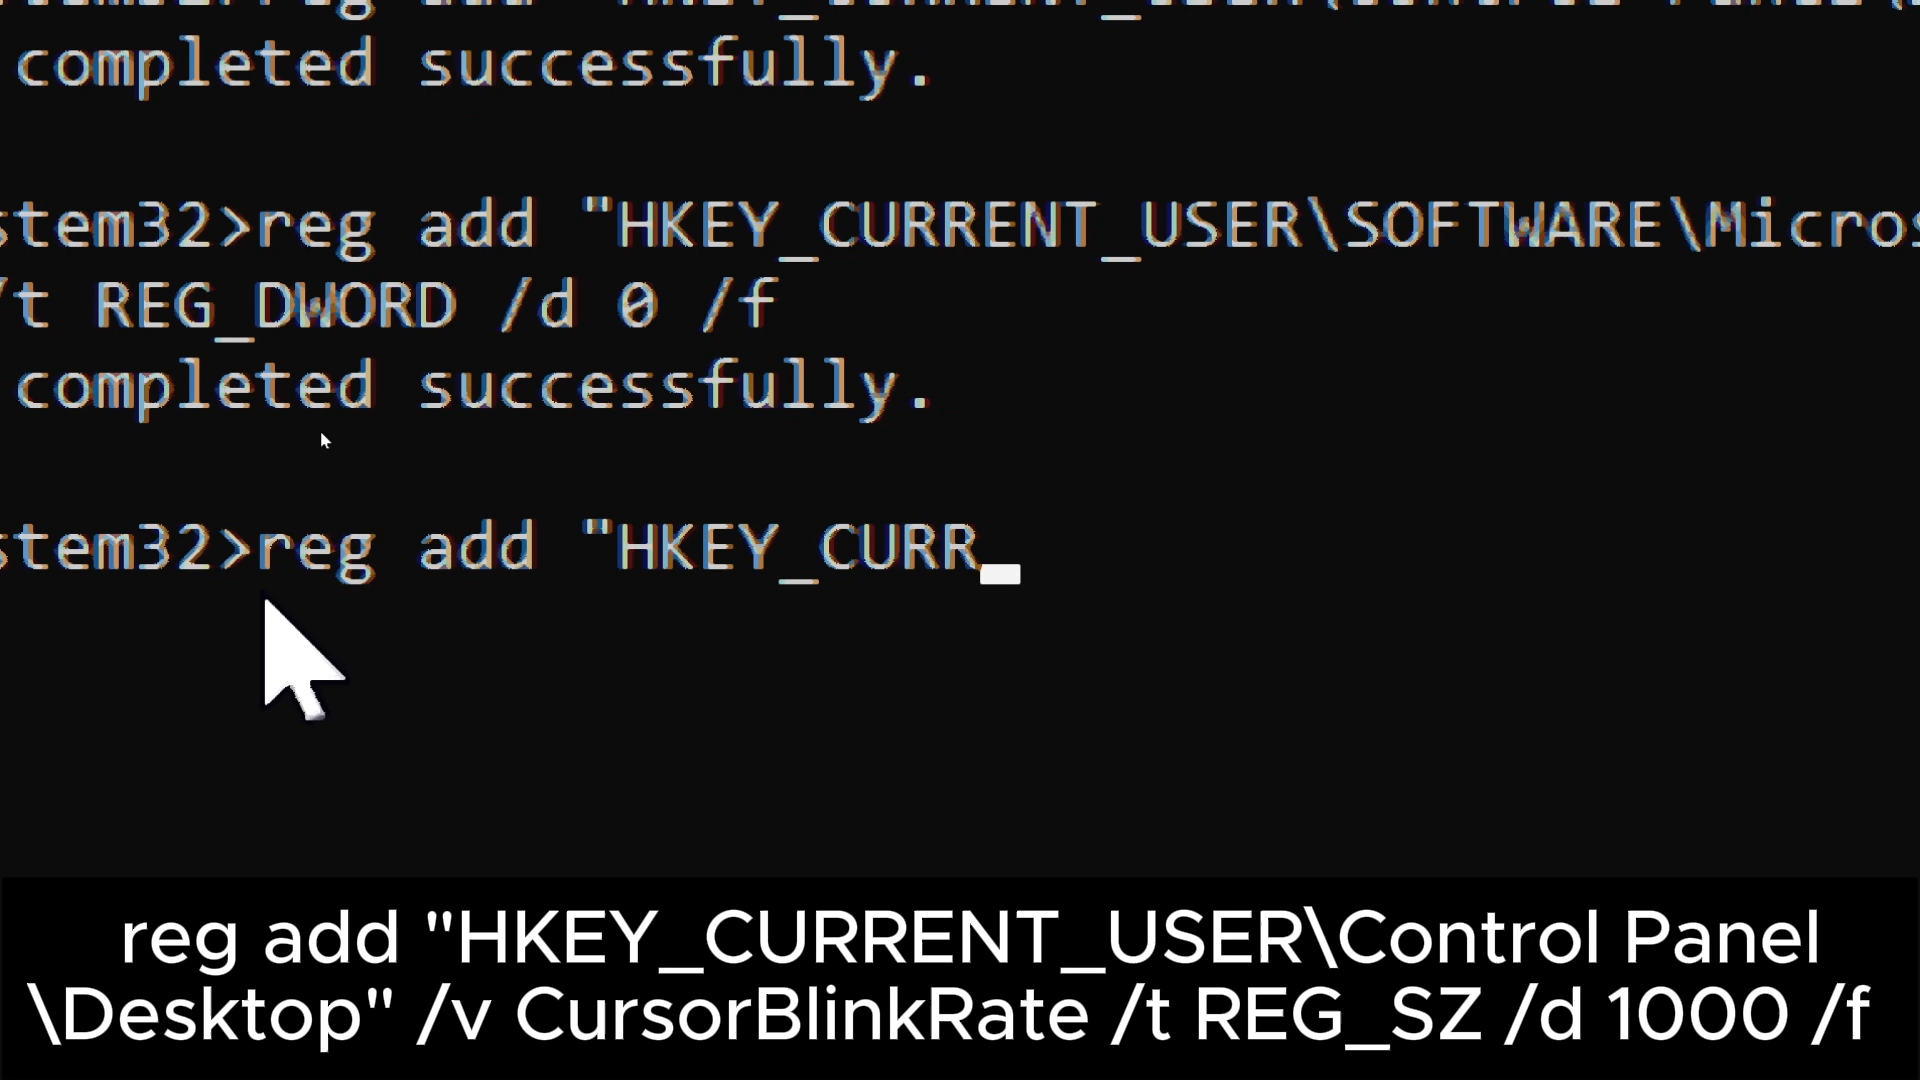 completed successfully.
stem32>reg add "HKEY_CURRENT_USER\SOFTWARE\Micros
/t REG_DWORD /d 0 /f
completed successfully.
stem32>reg add "HKEY_CURR
reg add "HKEY_CURRENT_USER\Control Panel
\Desktop" /v CursorBlinkRate /t REG_SZ /d 1000 /f